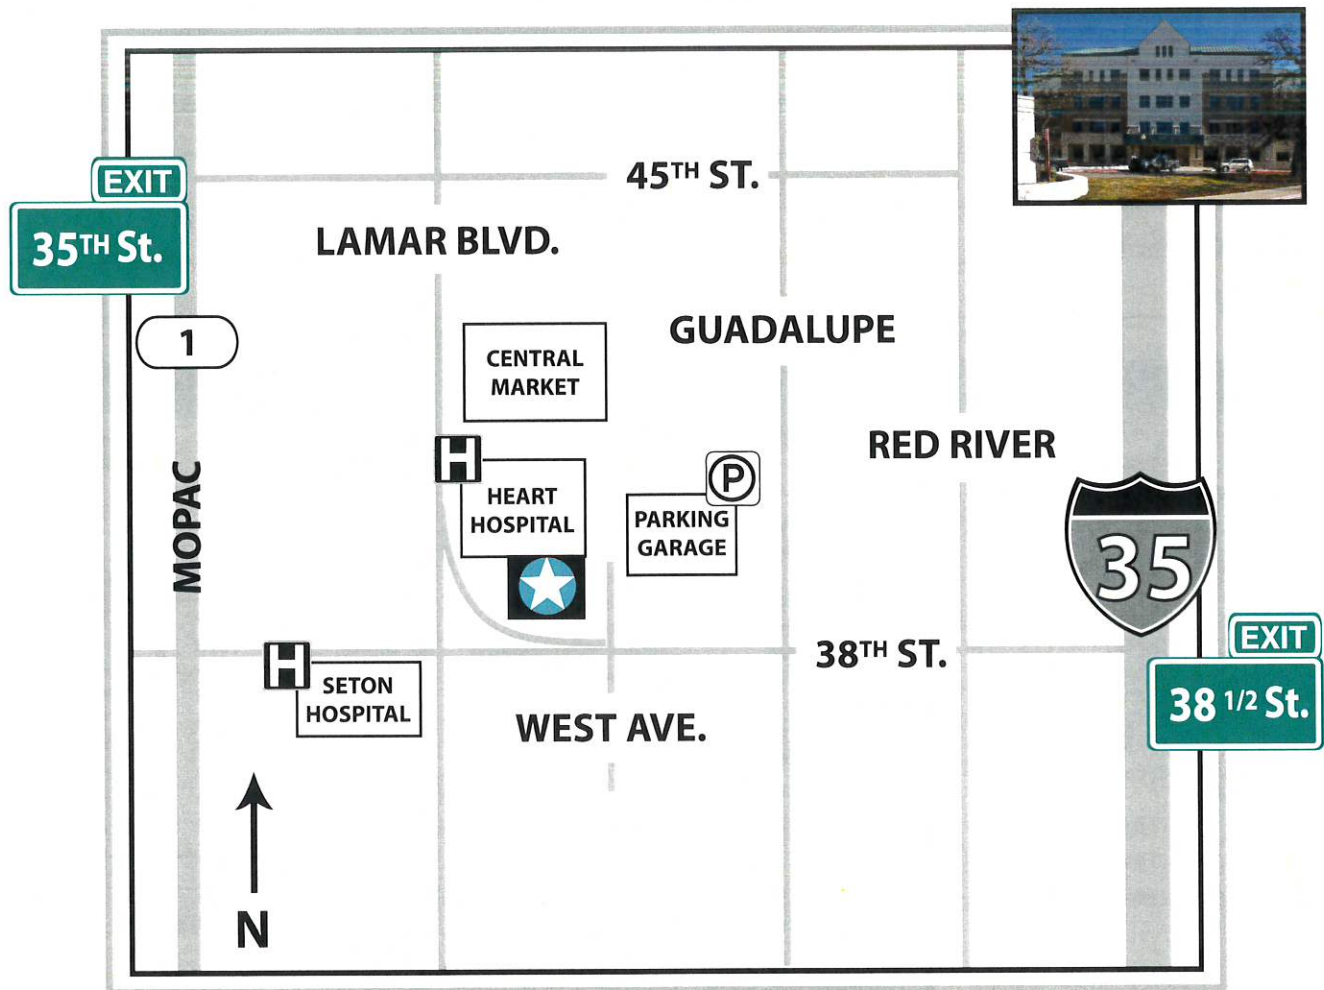 45TH ST.
EXIT
35TH St.
LAMAR BLVD.
1
GUADALUPE
CENTRAL
MARKET
RED RIVER
MOPAC
H
HEART
HOSPITAL
P
PARKING
GARAGE
35
38TH ST.
EXIT
38 1/2 St.
H
SETON
HOSPITAL
WEST AVE.
N